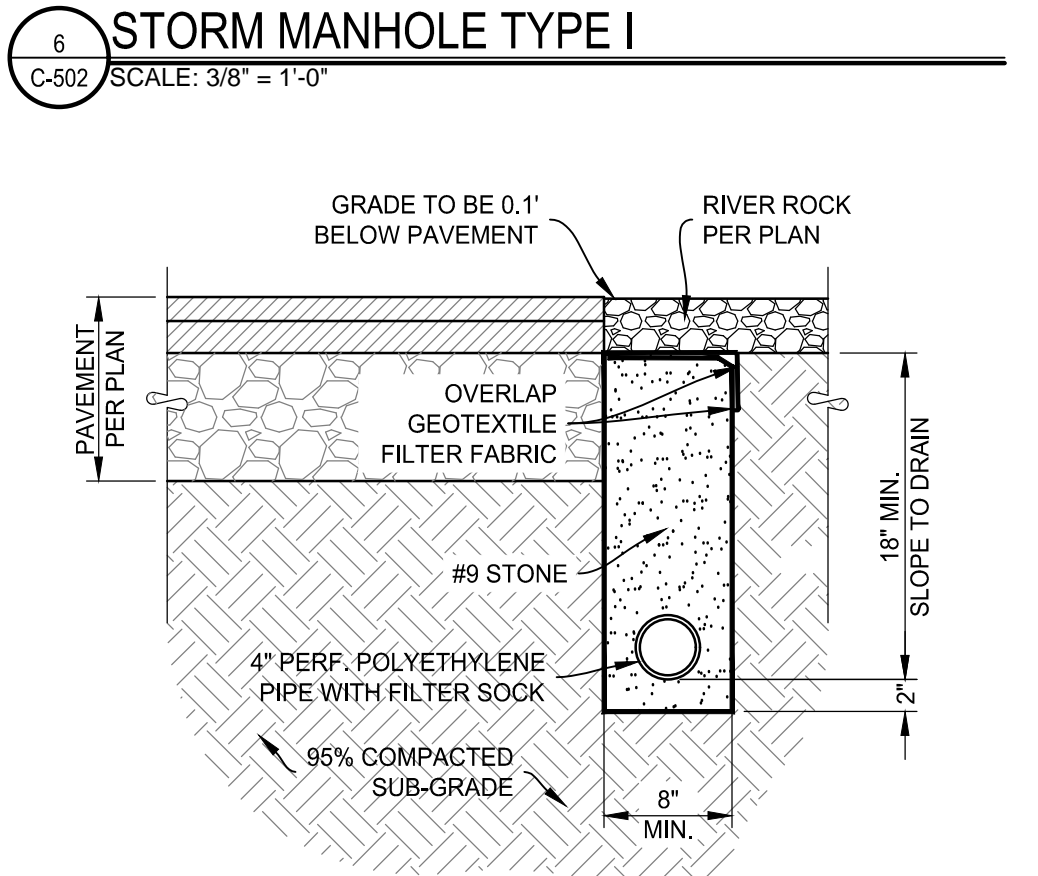 6
C-502
STORM MANHOLE TYPE I
SCALE: 3/8" = 1'-0"
GRADE TO BE 0.1'
BELOW PAVEMENT
RIVER ROCK
PER PLAN
PAVEMENT
PER PLAN
OVERLAP
GEOTEXTILE
FILTER FABRIC
18" MIN.
SLOPE TO DRAIN
#9 STONE
4" PERF. POLYETHYLENE
PIPE WITH FILTER SOCK
2"
95% COMPACTED
SUB-GRADE
8"
MIN.